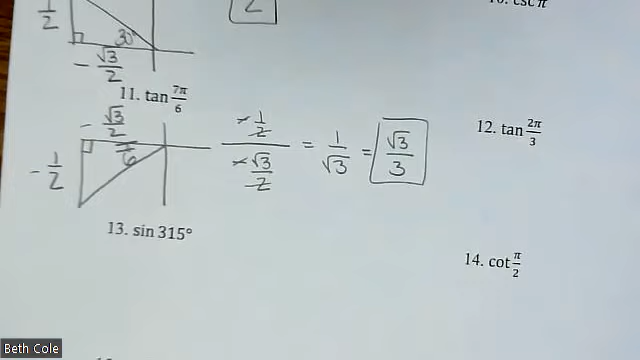 10. csc π
1/2
30°
- √3/2
2
11. tan 7π/6
- √3/2
π/6
- 1/2
-1/2 / -√3/2 = 1/√3 = √3/3
12. tan 2π/3
13. sin 315°
14. cot π/2
Beth Cole